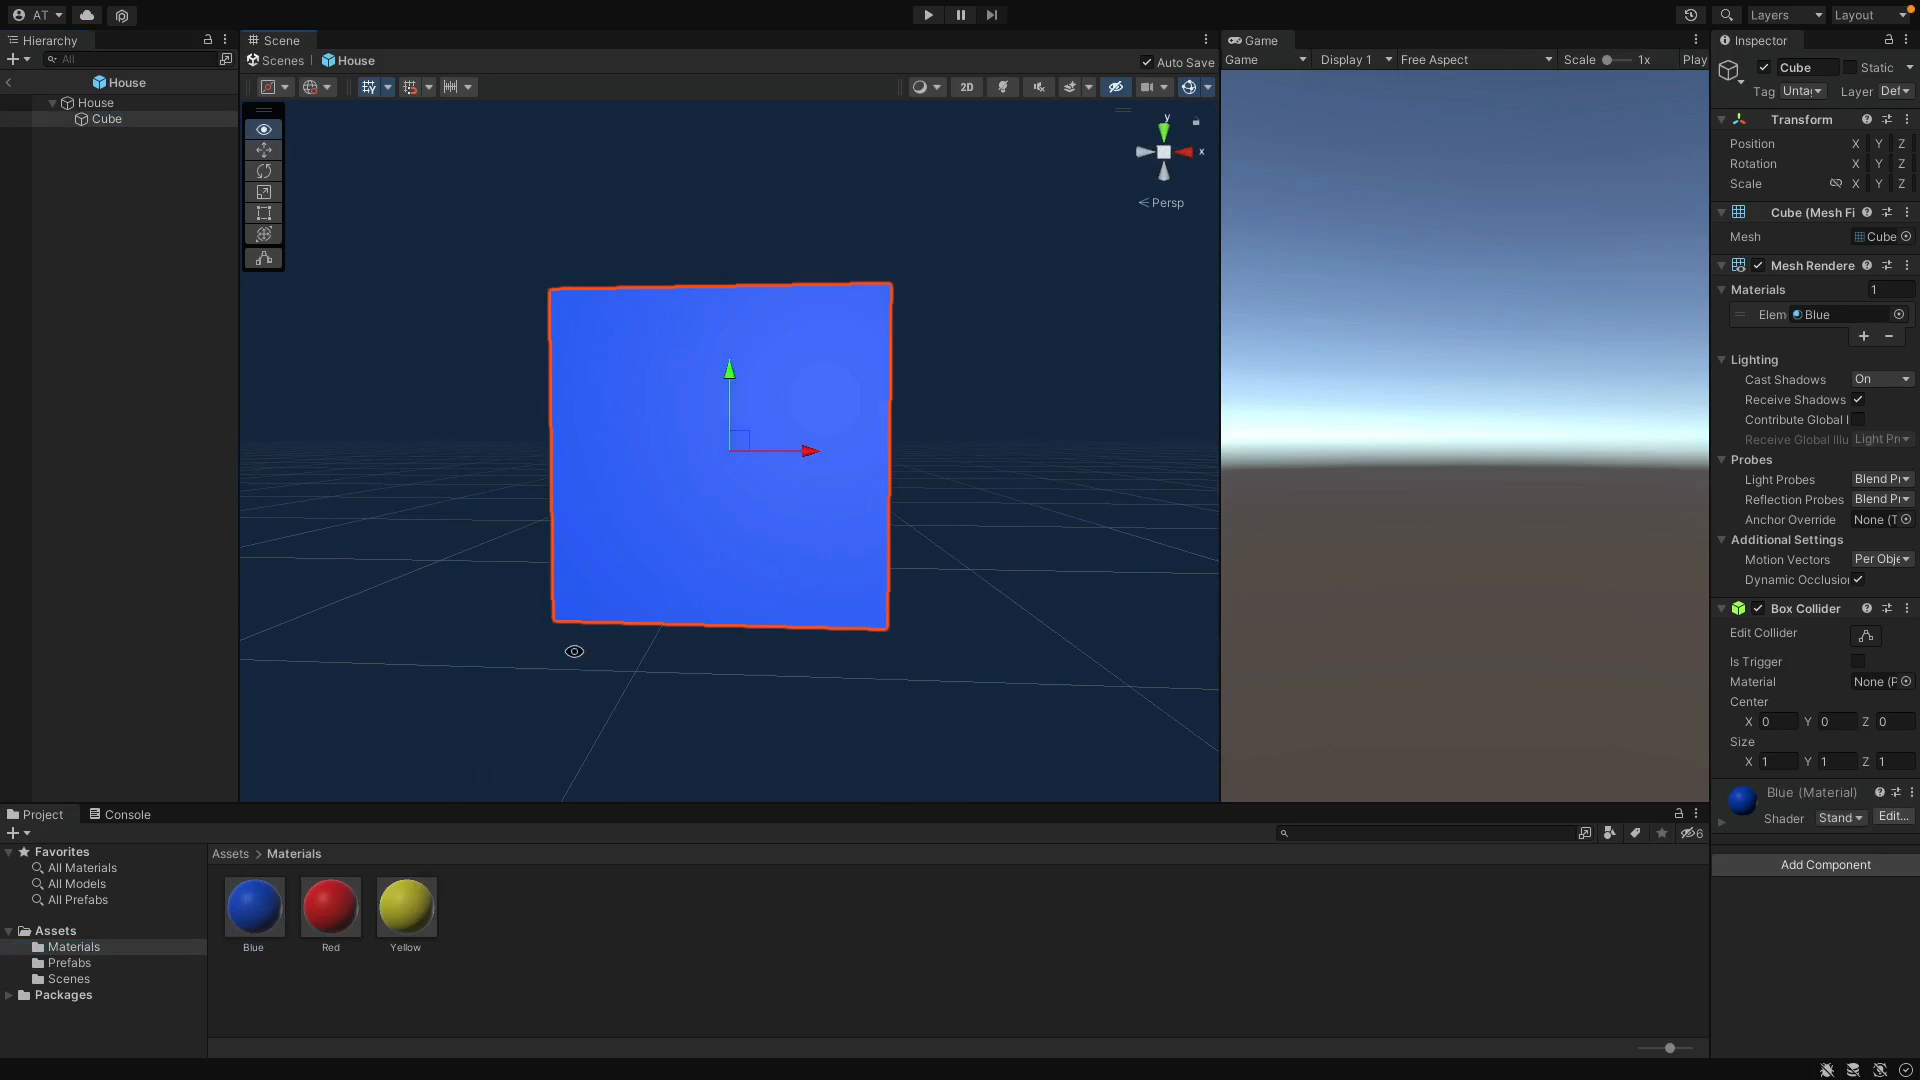 AT
Layers
Layout
Hierarchy
All
House
House
Cube
Scene
Scenes
House
Auto Save
2D
y
x
Persp
Game
Game
Display 1
Free Aspect
Scale
1x
Play
Inspector
Cube
Static
Tag
Untag
Layer
Def
Transform
Position
X
Y
Z
Rotation
X
Y
Z
Scale
X
Y
Z
Cube (Mesh Fi
Mesh
Cube
Mesh Rendere
Materials
1
Elem
Blue
Lighting
Cast Shadows
On
Receive Shadows
Contribute Global I
Receive Global Illu
Light Pr
Probes
Light Probes
Blend Pr
Reflection Probes
Blend Pr
Anchor Override
None (T
Additional Settings
Motion Vectors
Per Obje
Dynamic Occlusion
Box Collider
Edit Collider
Is Trigger
Material
None (P
Center
X 0 Y 0 Z 0
Size
X 1 Y 1 Z 1
Blue (Material)
Shader
Stand
Edit...
Add Component
Project
Console
6
Favorites
All Materials
All Models
All Prefabs
Assets
Materials
Prefabs
Scenes
Packages
Assets > Materials
Blue
Red
Yellow